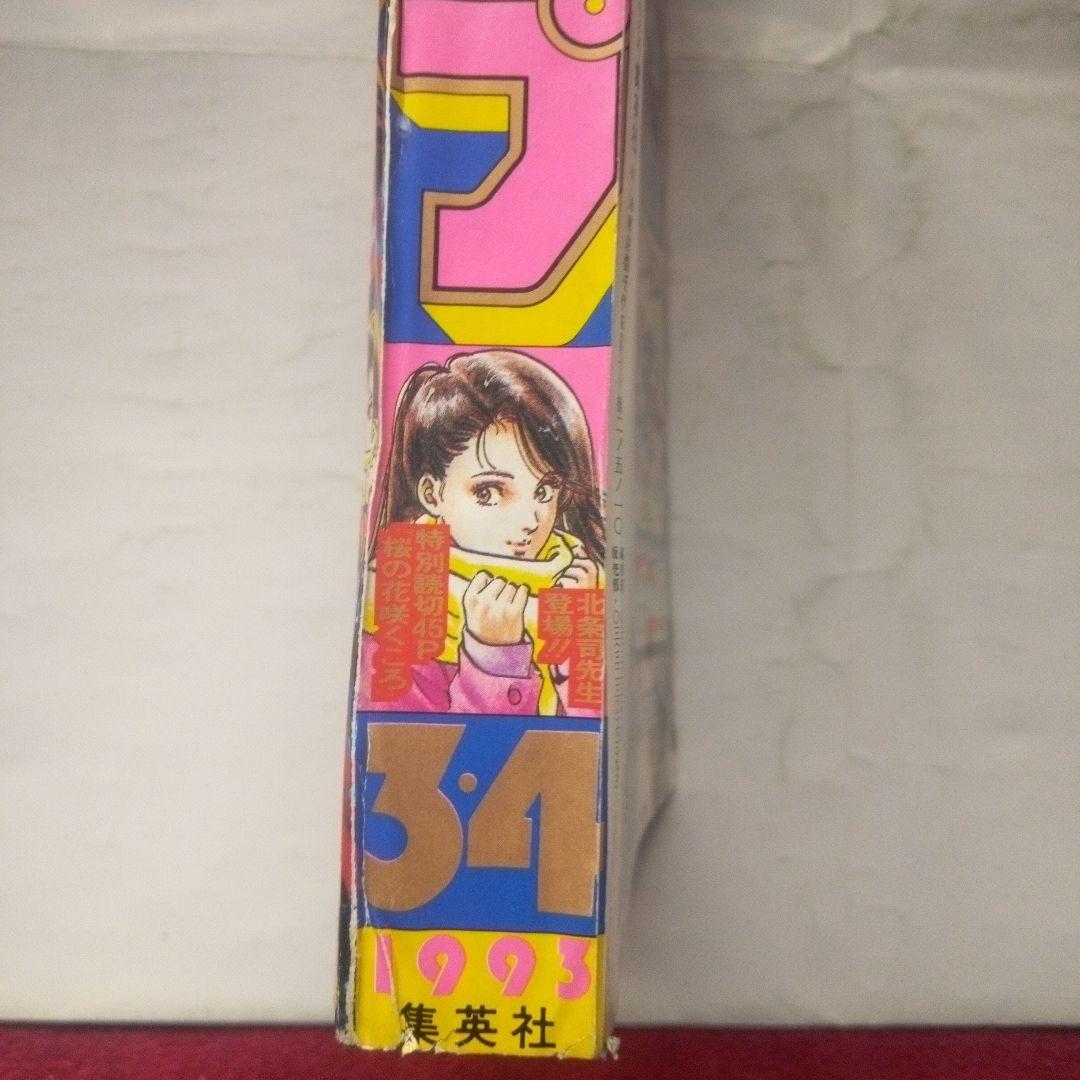 プ
北条司先生
登場!!
特別読切45P
桜の花咲くころ
3・4
1993
集英社